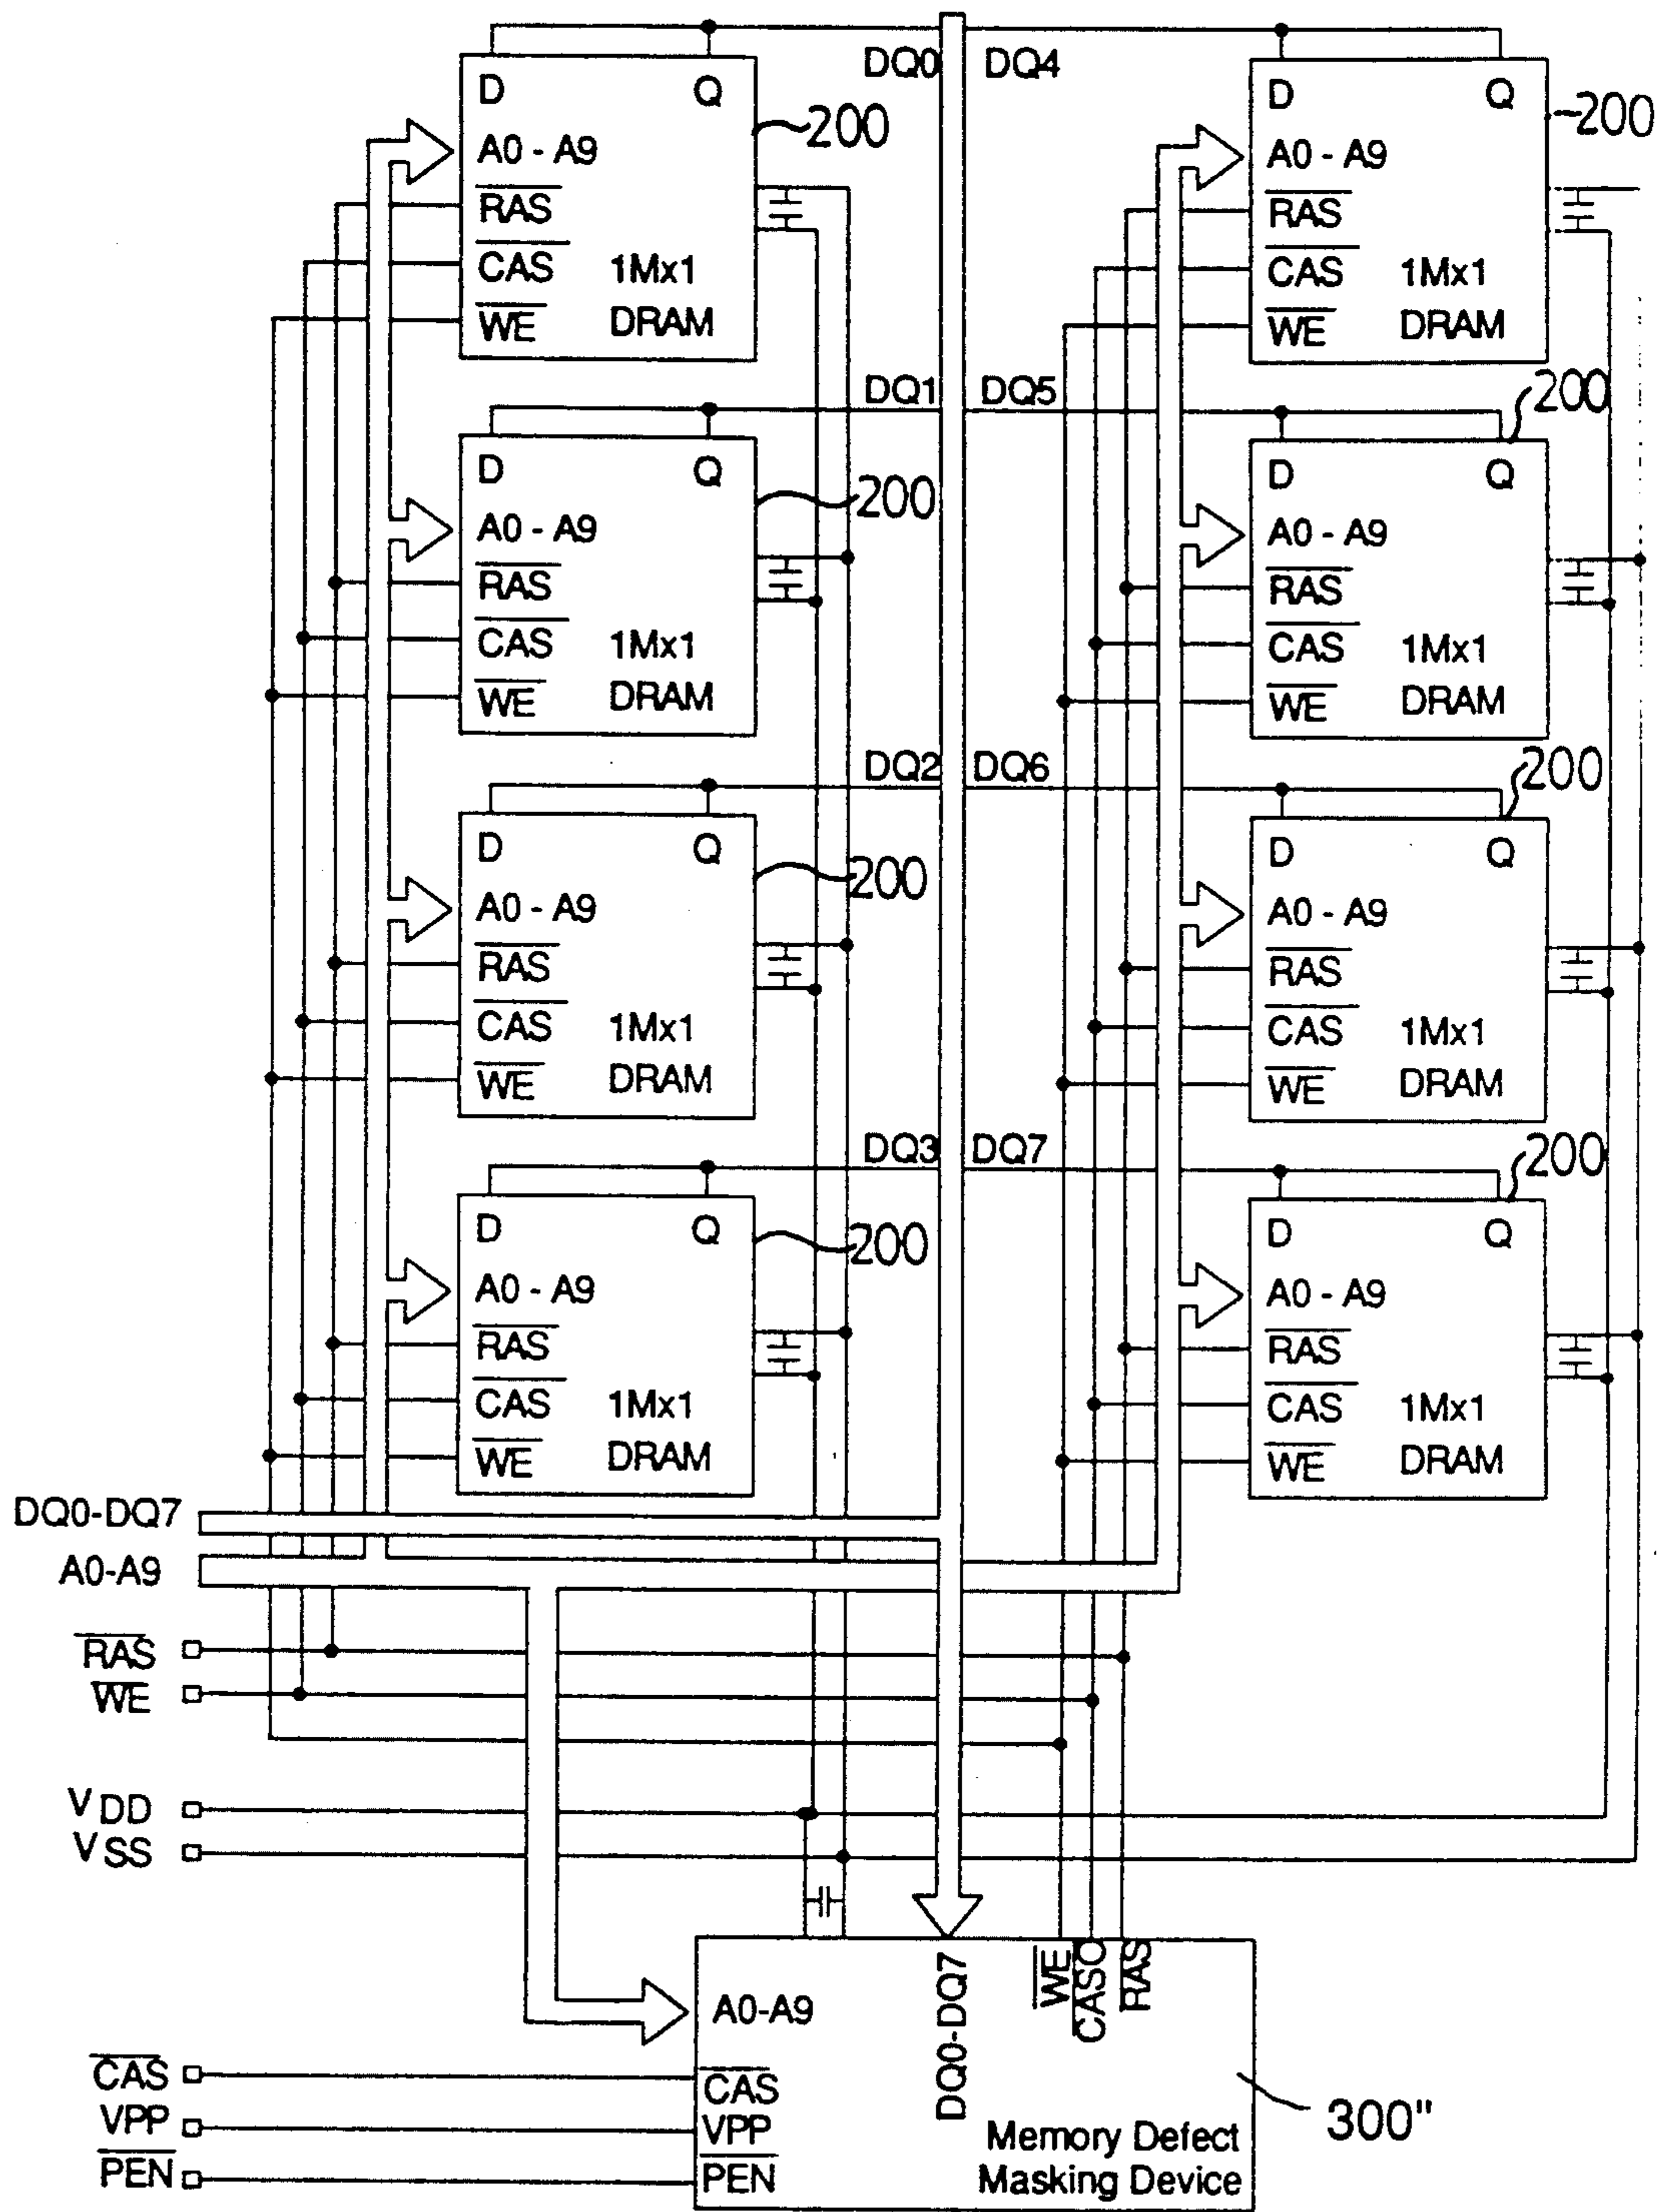 DQ0 DQ4
D Q
A0 - A9
RAS
CAS 1Mx1
WE DRAM
200
D Q
A0 - A9
RAS
CAS 1Mx1
WE DRAM
200
DQ1 DQ5
D Q
A0 - A9
RAS
CAS 1Mx1
WE DRAM
200
D Q
A0 - A9
RAS
CAS 1Mx1
WE DRAM
200
DQ2 DQ6
D Q
A0 - A9
RAS
CAS 1Mx1
WE DRAM
200
D Q
A0 - A9
RAS
CAS 1Mx1
WE DRAM
200
DQ3 DQ7
D Q
A0 - A9
RAS
CAS 1Mx1
WE DRAM
200
D Q
A0 - A9
RAS
CAS 1Mx1
WE DRAM
200
DQ0-DQ7
A0-A9
RAS
WE
VDD
VSS
CAS
VPP
PEN
A0-A9
CAS
VPP
PEN
DQ0-DQ7
WE
CASO
RAS
Memory Defect
Masking Device
300"